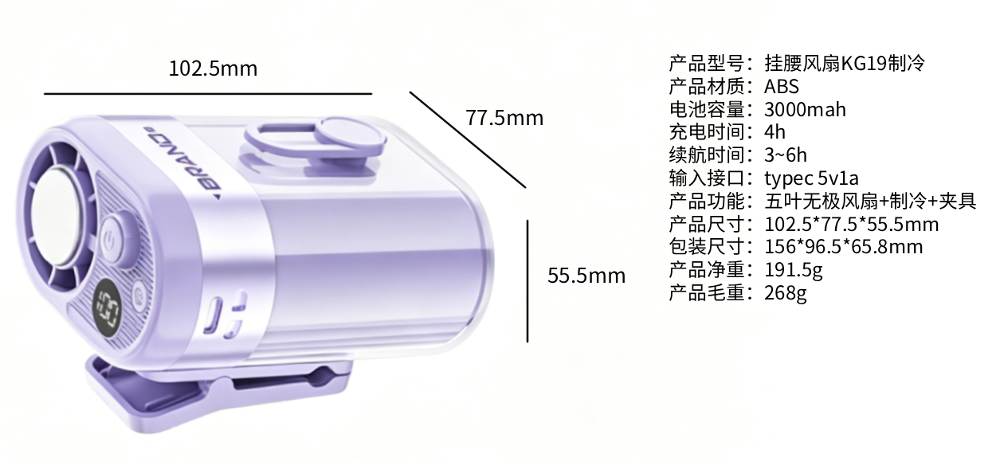 102.5mm
77.5mm
55.5mm
BRAND
产品型号：挂腰风扇KG19制冷
产品材质：ABS
电池容量：3000mah
充电时间：4h
续航时间：3~6h
输入接口：typec 5v1a
产品功能：五叶无极风扇+制冷+夹具
产品尺寸：102.5*77.5*55.5mm
包装尺寸：156*96.5*65.8mm
产品净重：191.5g
产品毛重：268g